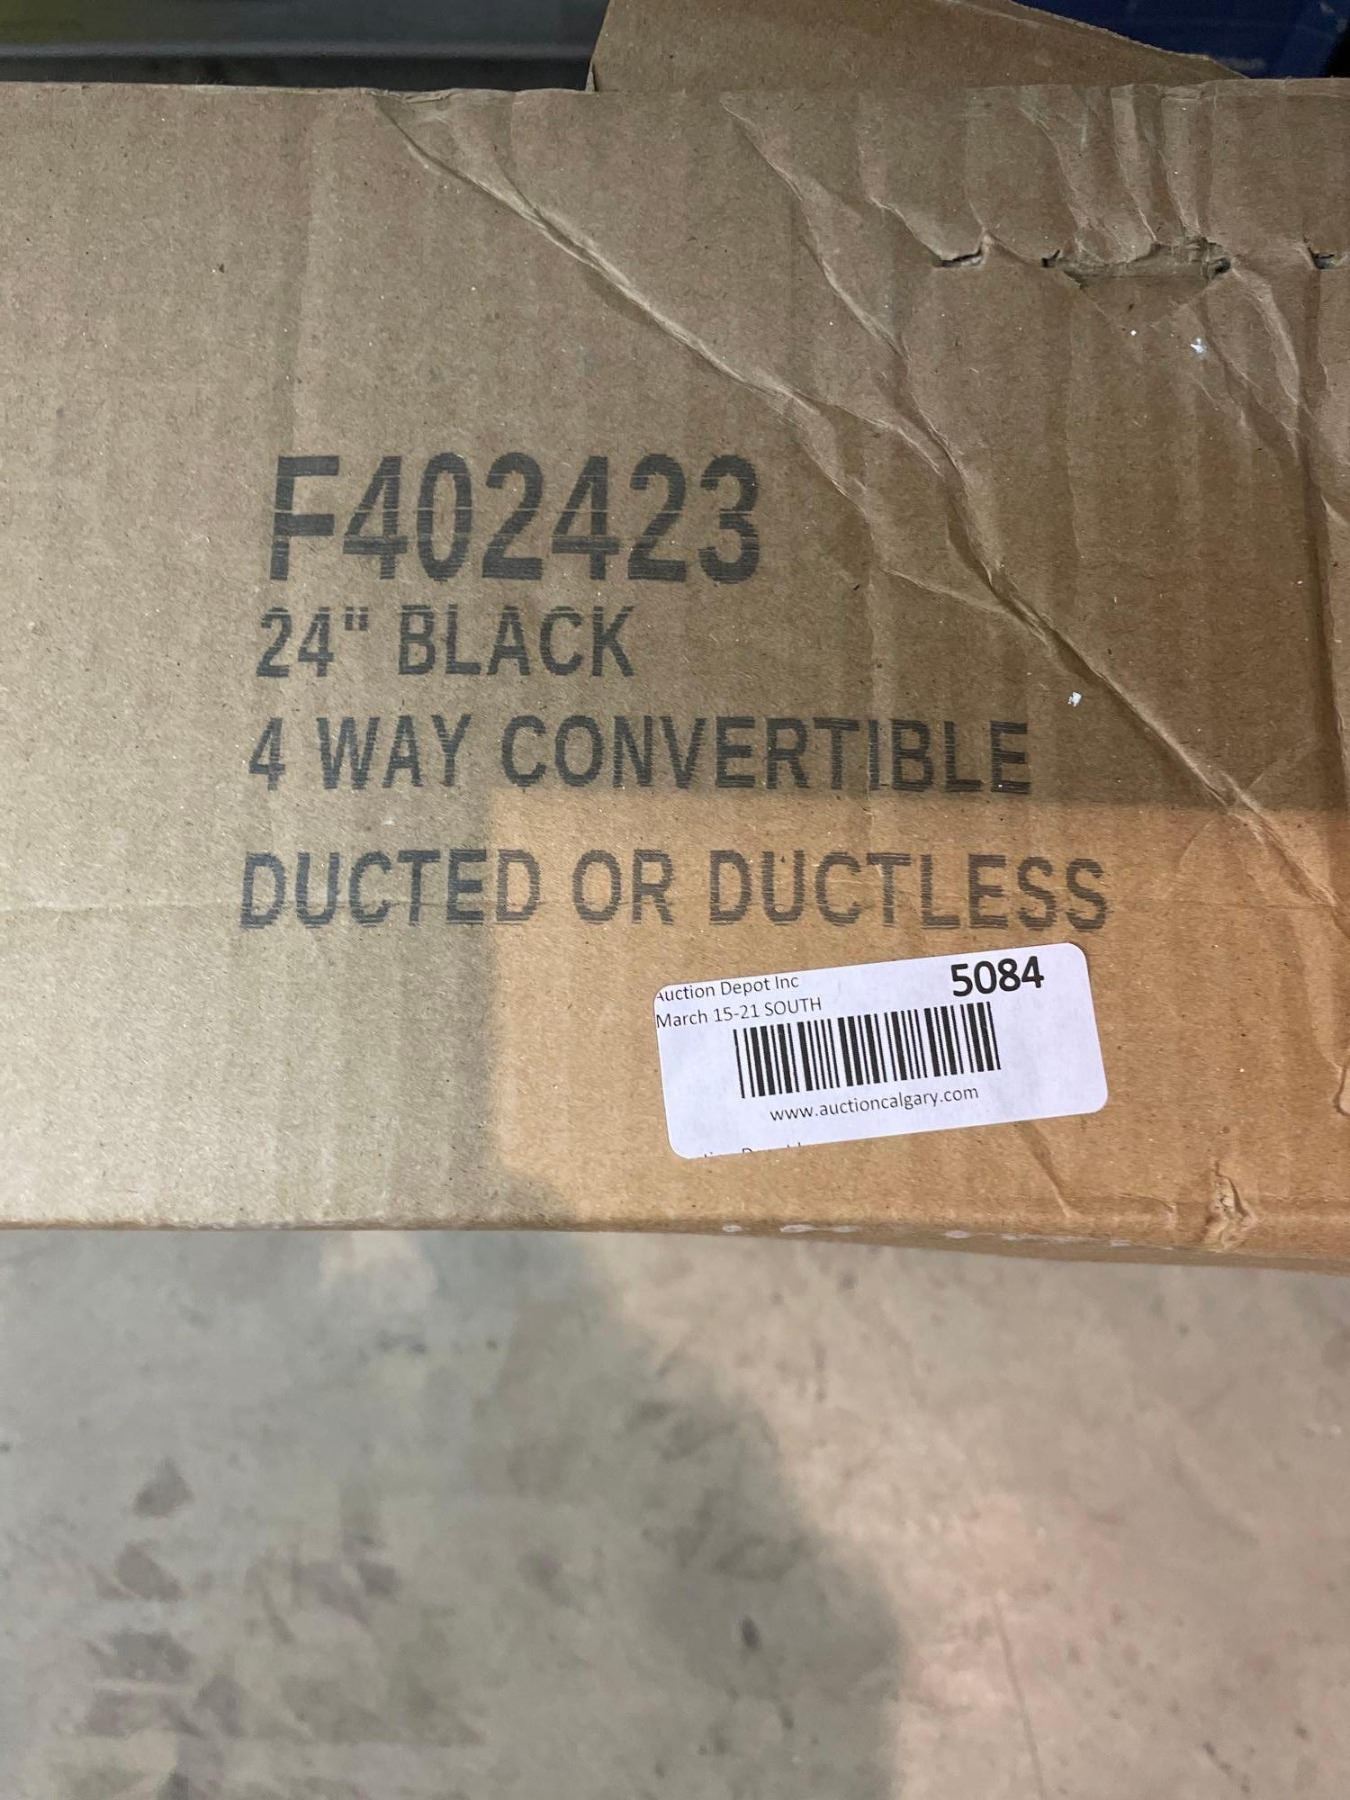 F402423
24" BLACK
4 WAY CONVERTIBLE
DUCTED OR DUCTLESS
Auction Depot Inc
5084
March 15-21 SOUTH
www.auctioncalgary.com